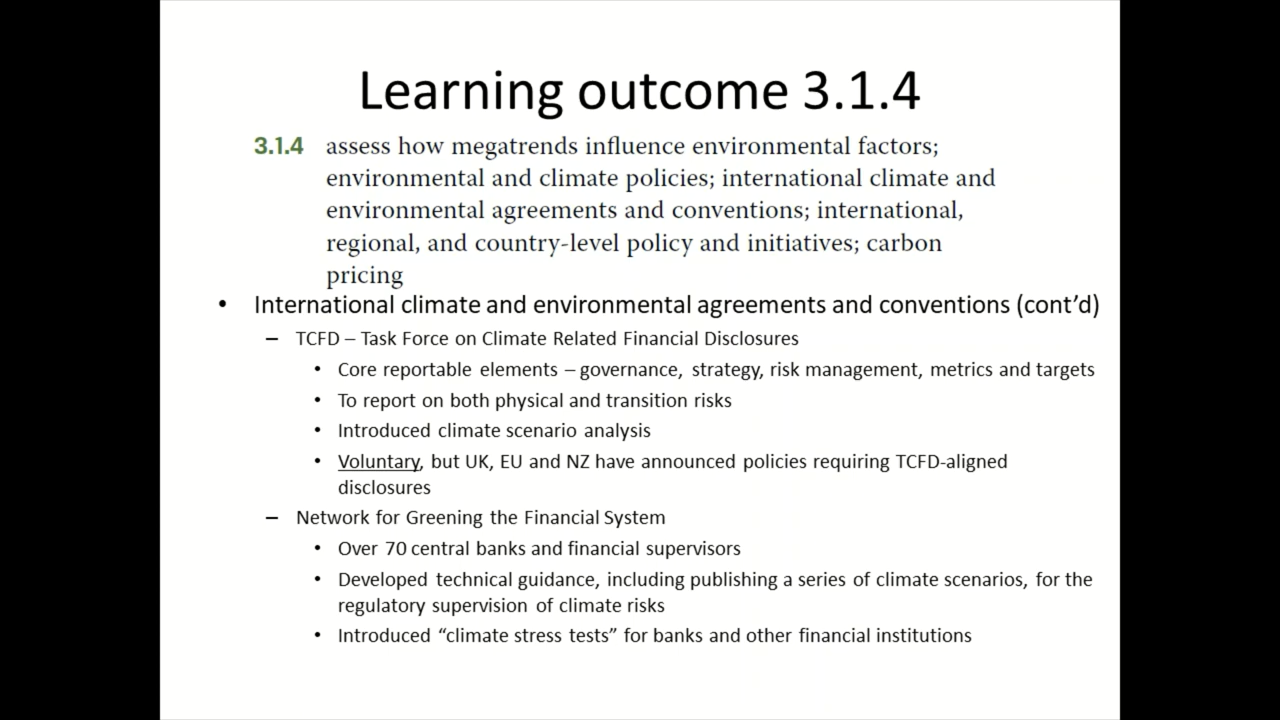 Learning outcome 3.1.4
3.1.4 assess how megatrends influence environmental factors;
environmental and climate policies; international climate and
environmental agreements and conventions; international,
regional, and country-level policy and initiatives; carbon
pricing
• International climate and environmental agreements and conventions (cont’d)
– TCFD – Task Force on Climate Related Financial Disclosures
• Core reportable elements – governance, strategy, risk management, metrics and targets
• To report on both physical and transition risks
• Introduced climate scenario analysis
• Voluntary, but UK, EU and NZ have announced policies requiring TCFD-aligned
disclosures
– Network for Greening the Financial System
• Over 70 central banks and financial supervisors
• Developed technical guidance, including publishing a series of climate scenarios, for the
regulatory supervision of climate risks
• Introduced “climate stress tests” for banks and other financial institutions